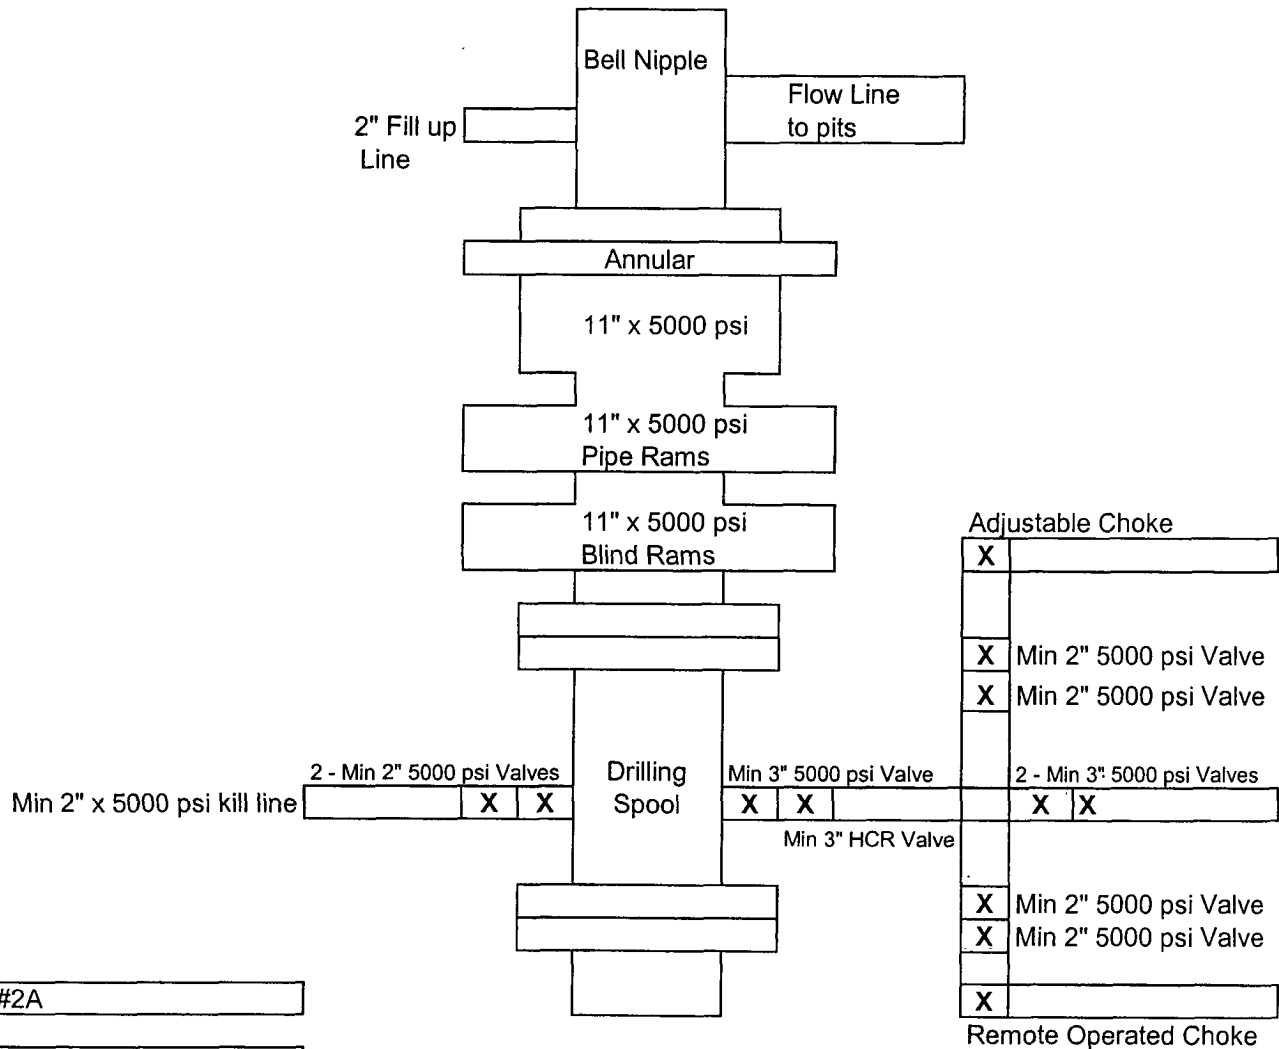 Bell Nipple
Flow Line
to pits
2" Fill up
Line
Annular
11" x 5000 psi
11" x 5000 psi
Pipe Rams
11" x 5000 psi
Blind Rams
Adjustable Choke
X
X Min 2" 5000 psi Valve
X Min 2" 5000 psi Valve
2 - Min 2" 5000 psi Valves
Drilling
Spool
Min 3" 5000 psi Valve
2 - Min 3" 5000 psi Valves
Min 2" x 5000 psi kill line
X X
X X
X X
Min 3" HCR Valve
X Min 2" 5000 psi Valve
X Min 2" 5000 psi Valve
#2A
X
Remote Operated Choke